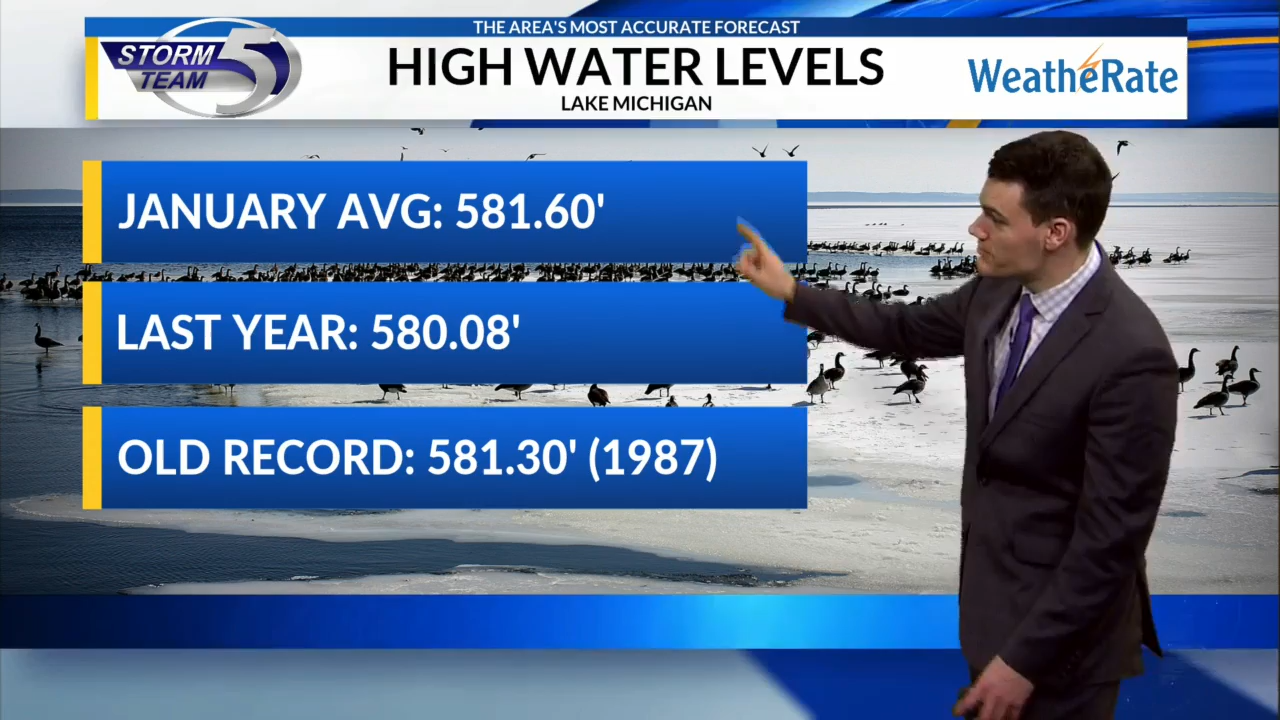 THE AREA'S MOST ACCURATE FORECAST
STORM TEAM 5
HIGH WATER LEVELS
WeatheRate
LAKE MICHIGAN
JANUARY AVG: 581.60'
LAST YEAR: 580.08'
OLD RECORD: 581.30' (1987)